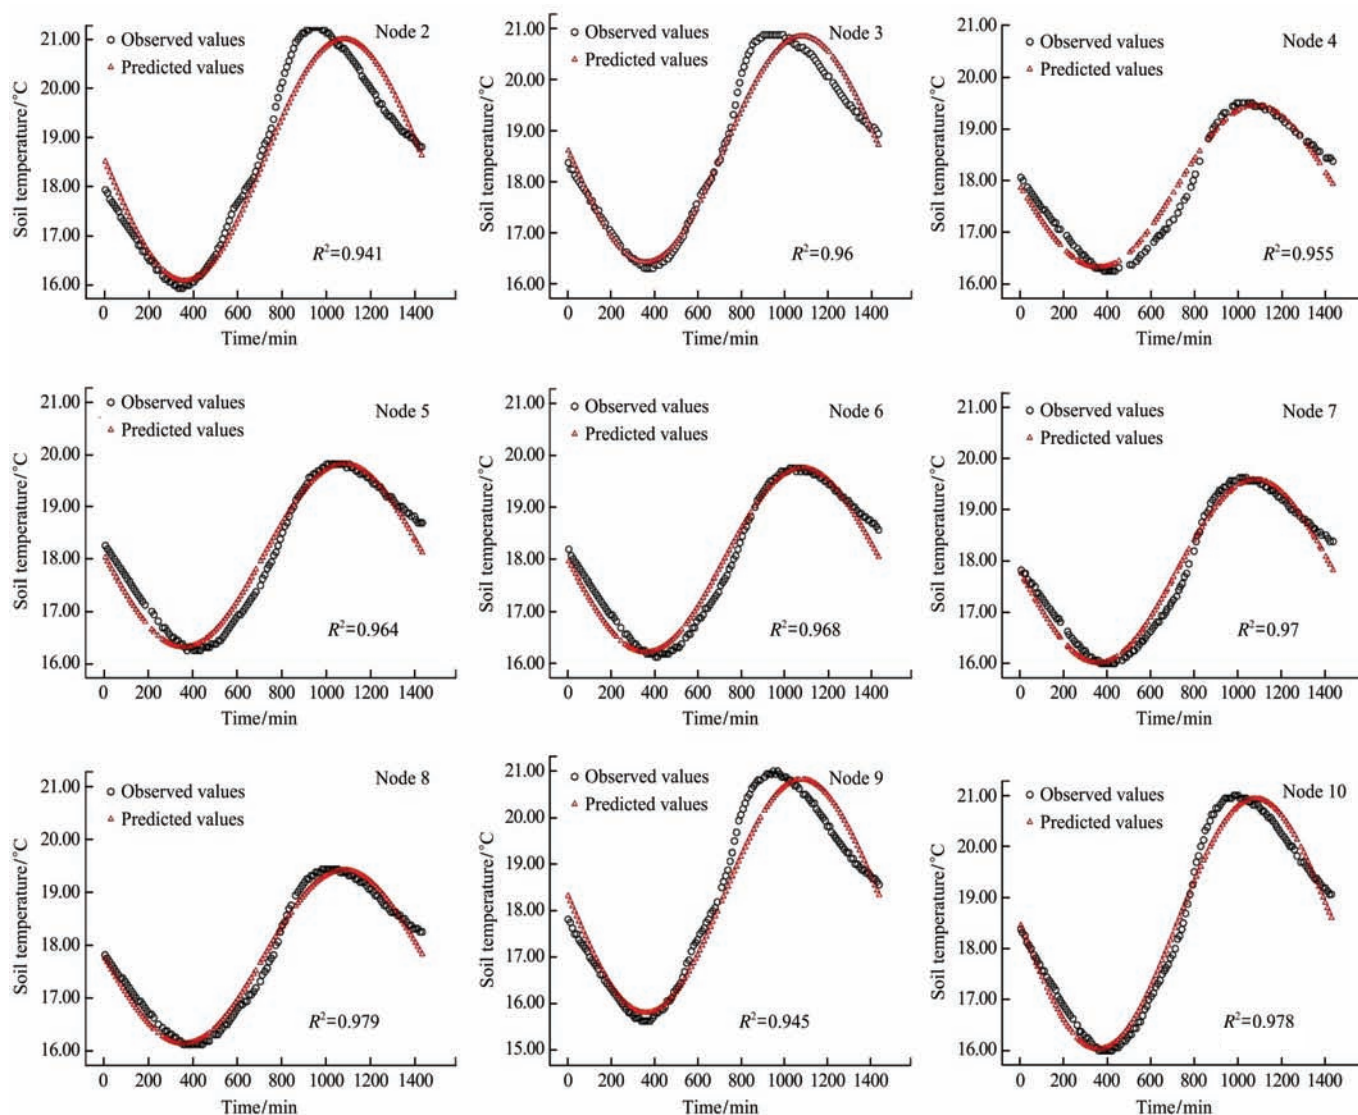 21.00
20.00
19.00
18.00
17.00
16.00
Soil temperature/°C
Observed values
Predicted values
Node 2
R²=0.941
0 200 400 600 800 1000 1200 1400
Time/min
21.00
20.00
19.00
18.00
17.00
16.00
Soil temperature/°C
Observed values
Predicted values
Node 3
R²=0.96
0 200 400 600 800 1000 1200 1400
Time/min
21.00
20.00
19.00
18.00
17.00
16.00
Soil temperature/°C
Observed values
Predicted values
Node 4
R²=0.955
0 200 400 600 800 1000 1200 1400
Time/min
21.00
20.00
19.00
18.00
17.00
16.00
Soil temperature/°C
Observed values
Predicted values
Node 5
R²=0.964
0 200 400 600 800 1000 1200 1400
Time/min
21.00
20.00
19.00
18.00
17.00
16.00
Soil temperature/°C
Observed values
Predicted values
Node 6
R²=0.968
0 200 400 600 800 1000 1200 1400
Time/min
21.00
20.00
19.00
18.00
17.00
16.00
Soil temperature/°C
Observed values
Predicted values
Node 7
R²=0.97
0 200 400 600 800 1000 1200 1400
Time/min
21.00
20.00
19.00
18.00
17.00
16.00
Soil temperature/°C
Observed values
Predicted values
Node 8
R²=0.979
0 200 400 600 800 1000 1200 1400
Time/min
21.00
20.00
19.00
18.00
17.00
16.00
15.00
Soil temperature/°C
Observed values
Predicted values
Node 9
R²=0.945
0 200 400 600 800 1000 1200 1400
Time/min
21.00
20.00
19.00
18.00
17.00
16.00
Soil temperature/°C
Observed values
Predicted values
Node 10
R²=0.978
0 200 400 600 800 1000 1200 1400
Time/min